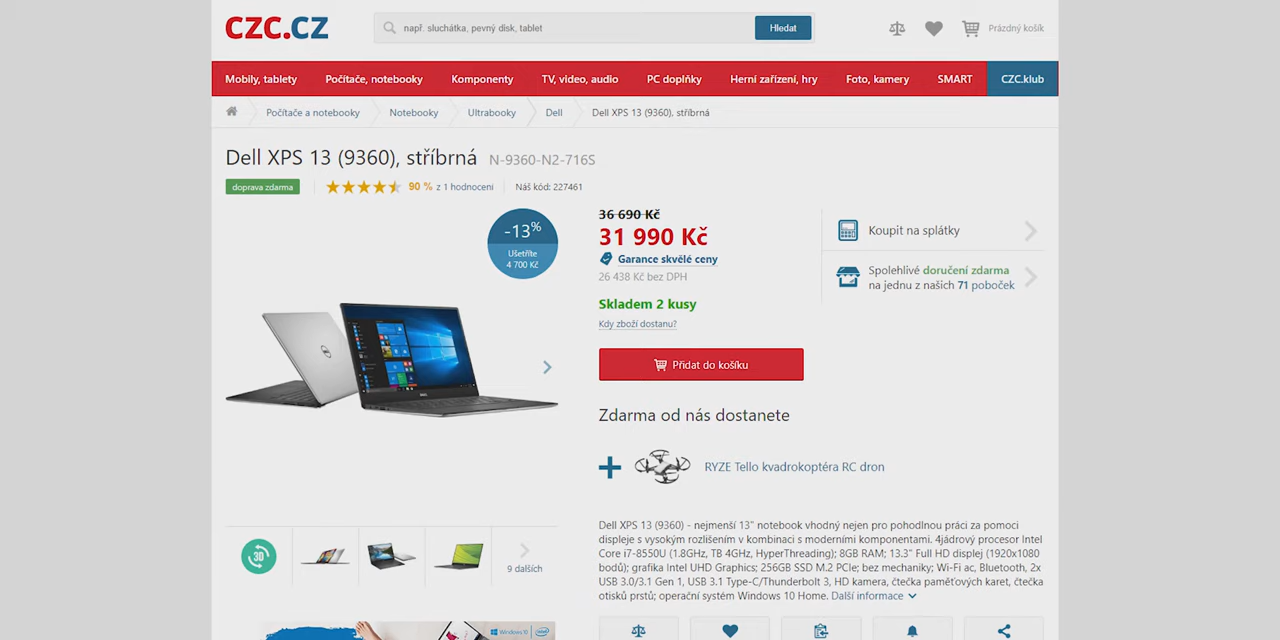 CZC.CZ
např. sluchátka, pevný disk, tablet
Hledat
Prázdný košík
Mobily, tablety
Počítače, notebooky
Komponenty
TV, video, audio
PC doplňky
Herní zařízení, hry
Foto, kamery
SMART
CZC.klub
Počítače a notebooky
Notebooky
Ultrabooky
Dell
Dell XPS 13 (9360), stříbrná
Dell XPS 13 (9360), stříbrná N-9360-N2-716S
doprava zdarma
90 % z 1 hodnocení
Náš kód: 227461
-13%
Ušetříte
4 700 Kč
36 690 Kč
31 990 Kč
Garance skvělé ceny
26 438 Kč bez DPH
Skladem 2 kusy
Kdy zboží dostanu?
Přidat do košíku
Koupit na splátky
Spolehlivé doručení zdarma
na jednu z našich 71 poboček
Zdarma od nás dostanete
RYZE Tello kvadrokoptéra RC dron
Dell XPS 13 (9360) - nejmenší 13" notebook vhodný nejen pro pohodlnou práci za pomoci
displeje s vysokým rozlišením v kombinaci s moderními komponentami. 4jádrový procesor Intel
Core i7-8550U (1.8GHz, TB 4GHz, HyperThreading); 8GB RAM; 13.3" Full HD displej (1920x1080
bodů); grafika Intel UHD Graphics; 256GB SSD M.2 PCIe; bez mechaniky; Wi-Fi ac, Bluetooth, 2x
USB 3.0/3.1 Gen 1, USB 3.1 Type-C/Thunderbolt 3, HD kamera, čtečka paměťových karet, čtečka
otisků prstů; operační systém Windows 10 Home. Další informace
3D
9 dalších
Windows 10
intel